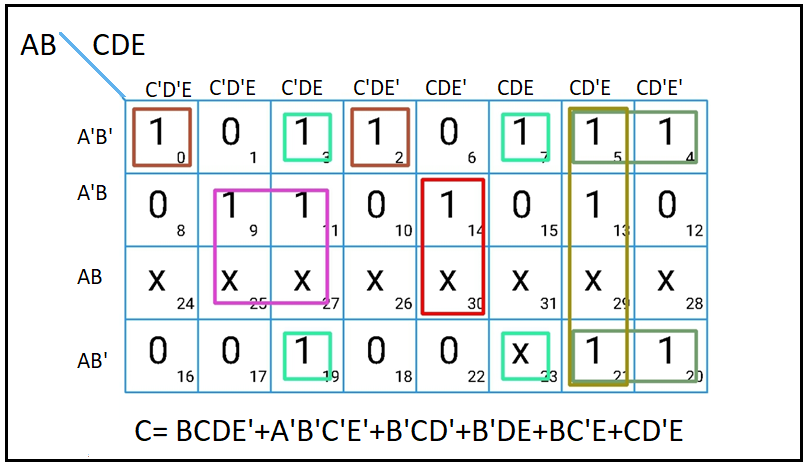 AB CDE
C'D'E C'D'E C'DE C'DE' CDE' CDE CD'E CD'E'
A'B' 1 0 1 1 0 1 1 1
0 1 3 2 6 7 5 4
A'B 0 1 1 0 1 0 1 0
8 9 11 10 14 15 13 12
AB x x x x x x x x
24 25 27 26 30 31 29 28
AB' 0 0 1 0 0 x 1 1
16 17 19 18 22 23 21 20
C= BCDE'+A'B'C'E'+B'CD'+B'DE+BC'E+CD'E